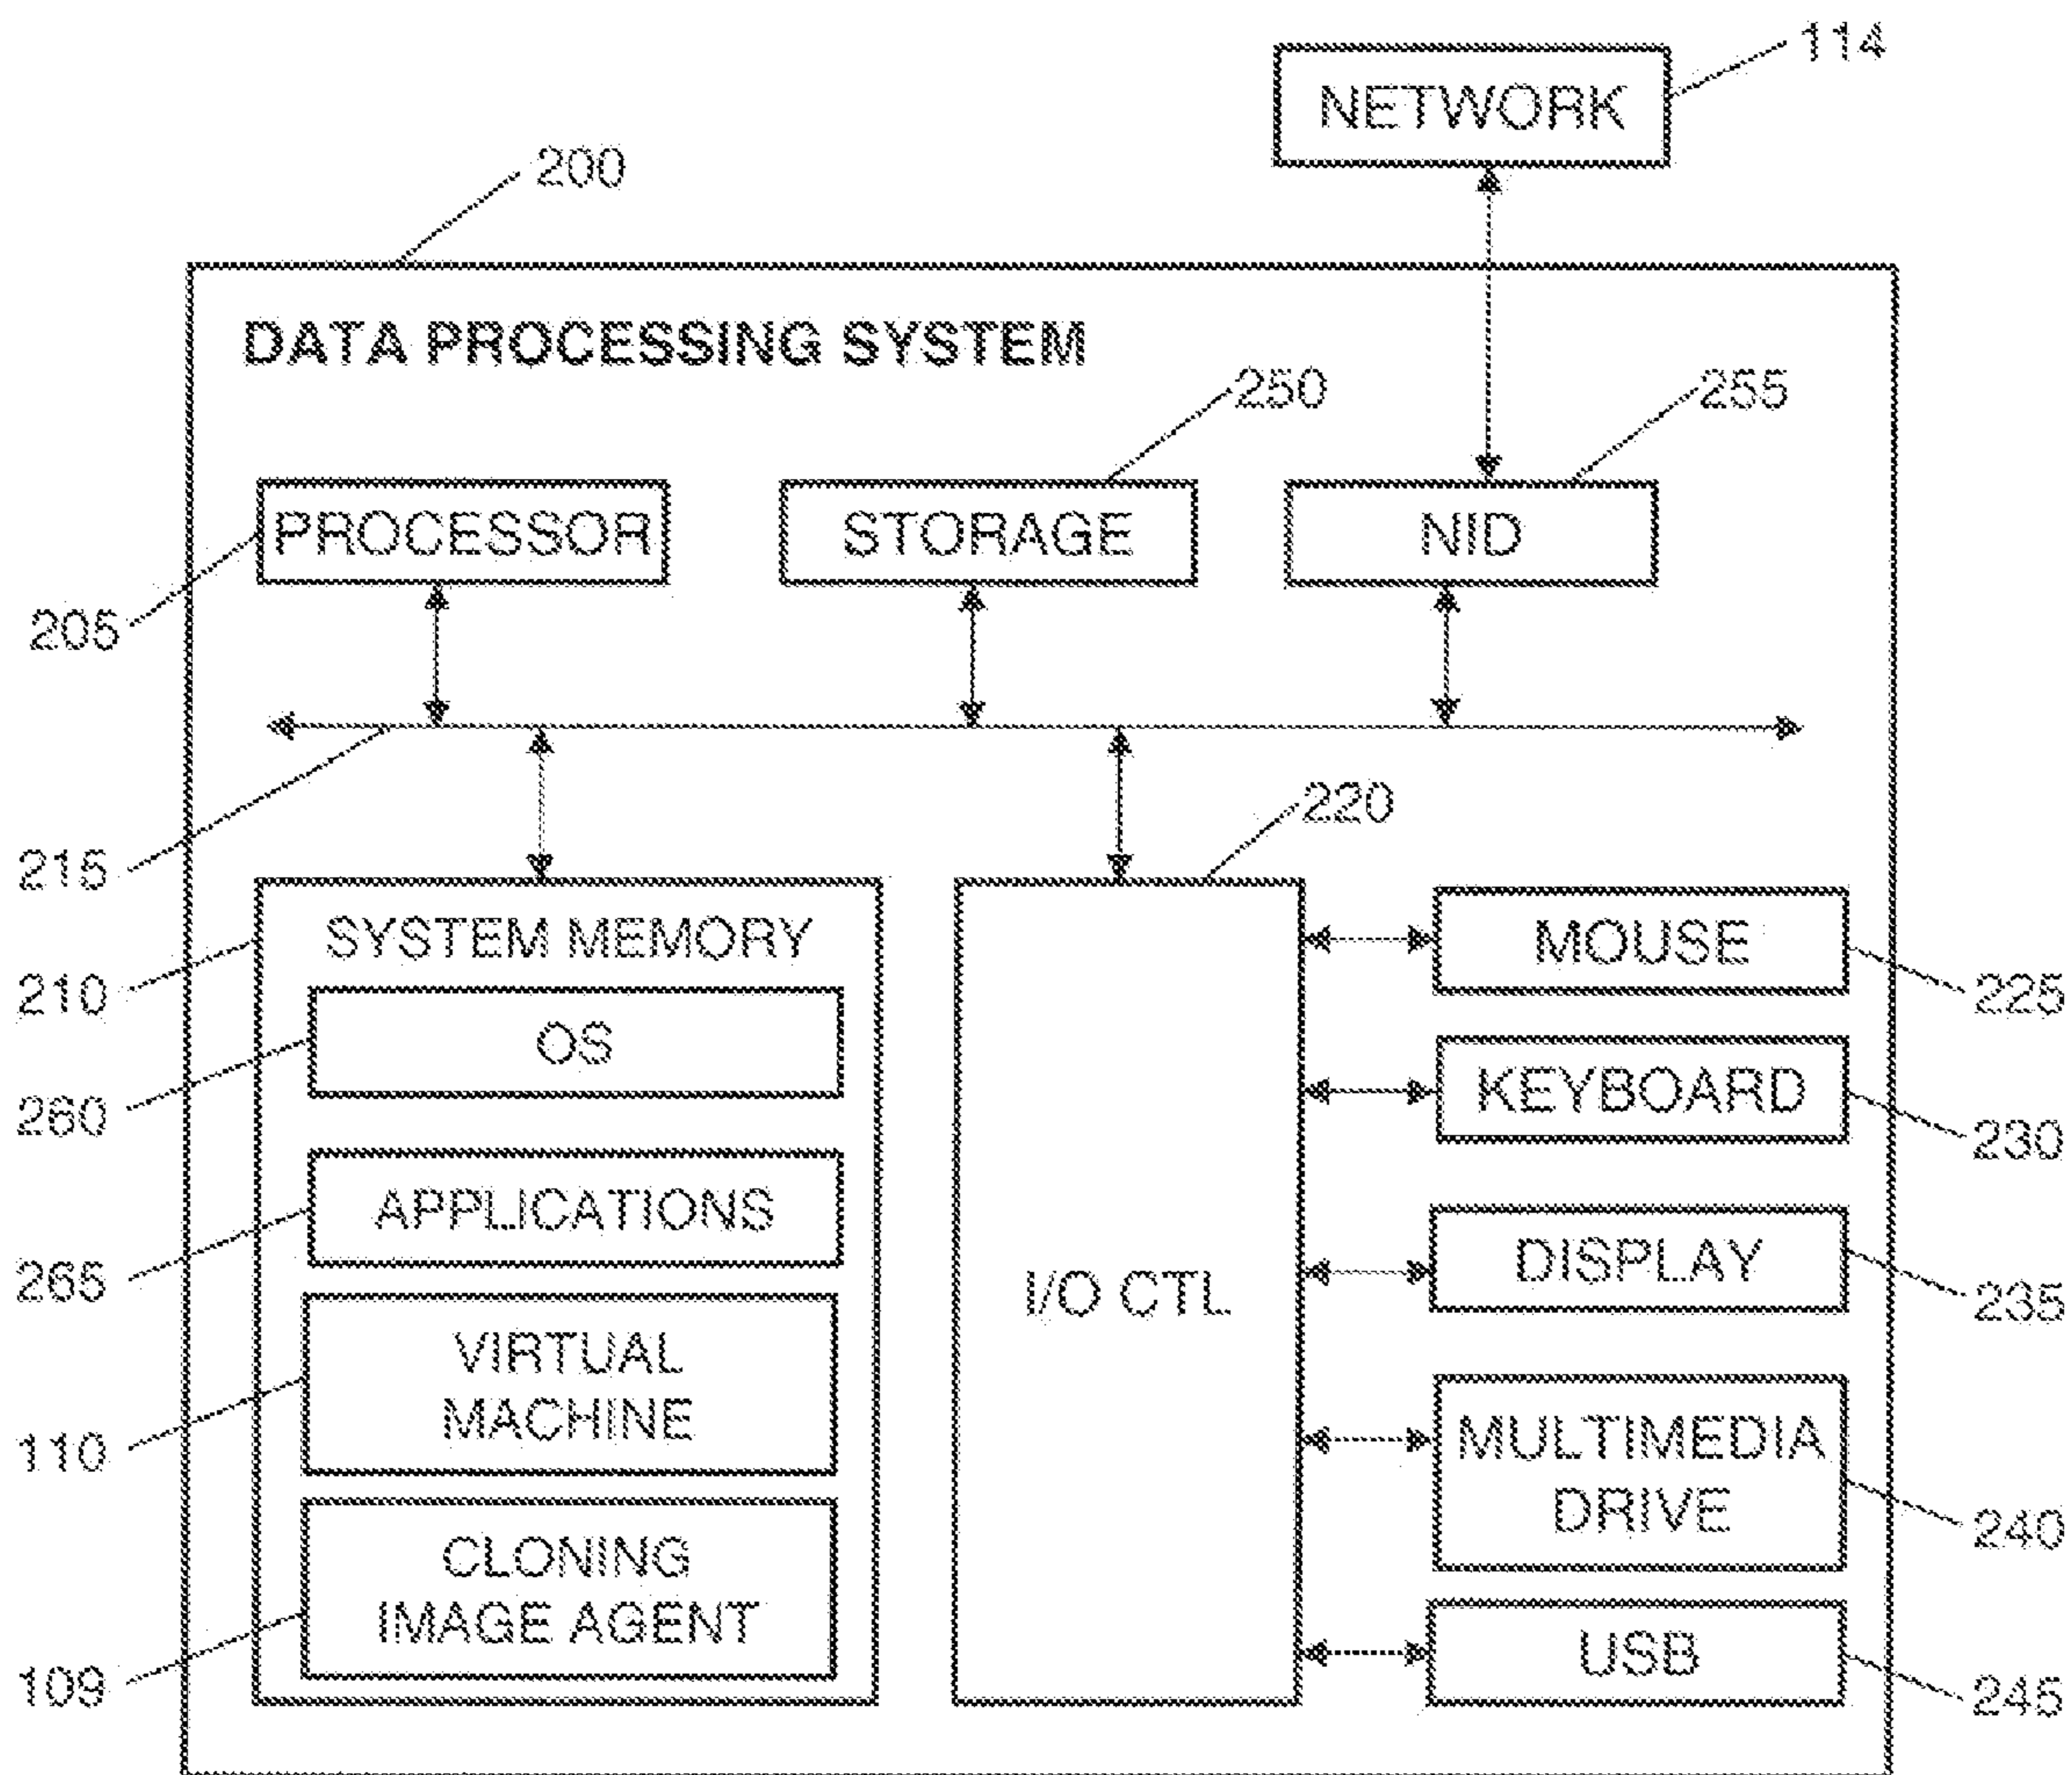 114
NETWORK
200
DATA PROCESSING SYSTEM
250
255
PROCESSOR
STORAGE
NID
205
220
215
SYSTEM MEMORY
MOUSE
210
225
OS
KEYBOARD
260
230
APPLICATIONS
DISPLAY
265
I/O CTL
235
VIRTUAL
MACHINE
MULTIMEDIA
DRIVE
110
240
CLONING
IMAGE AGENT
USB
109
245